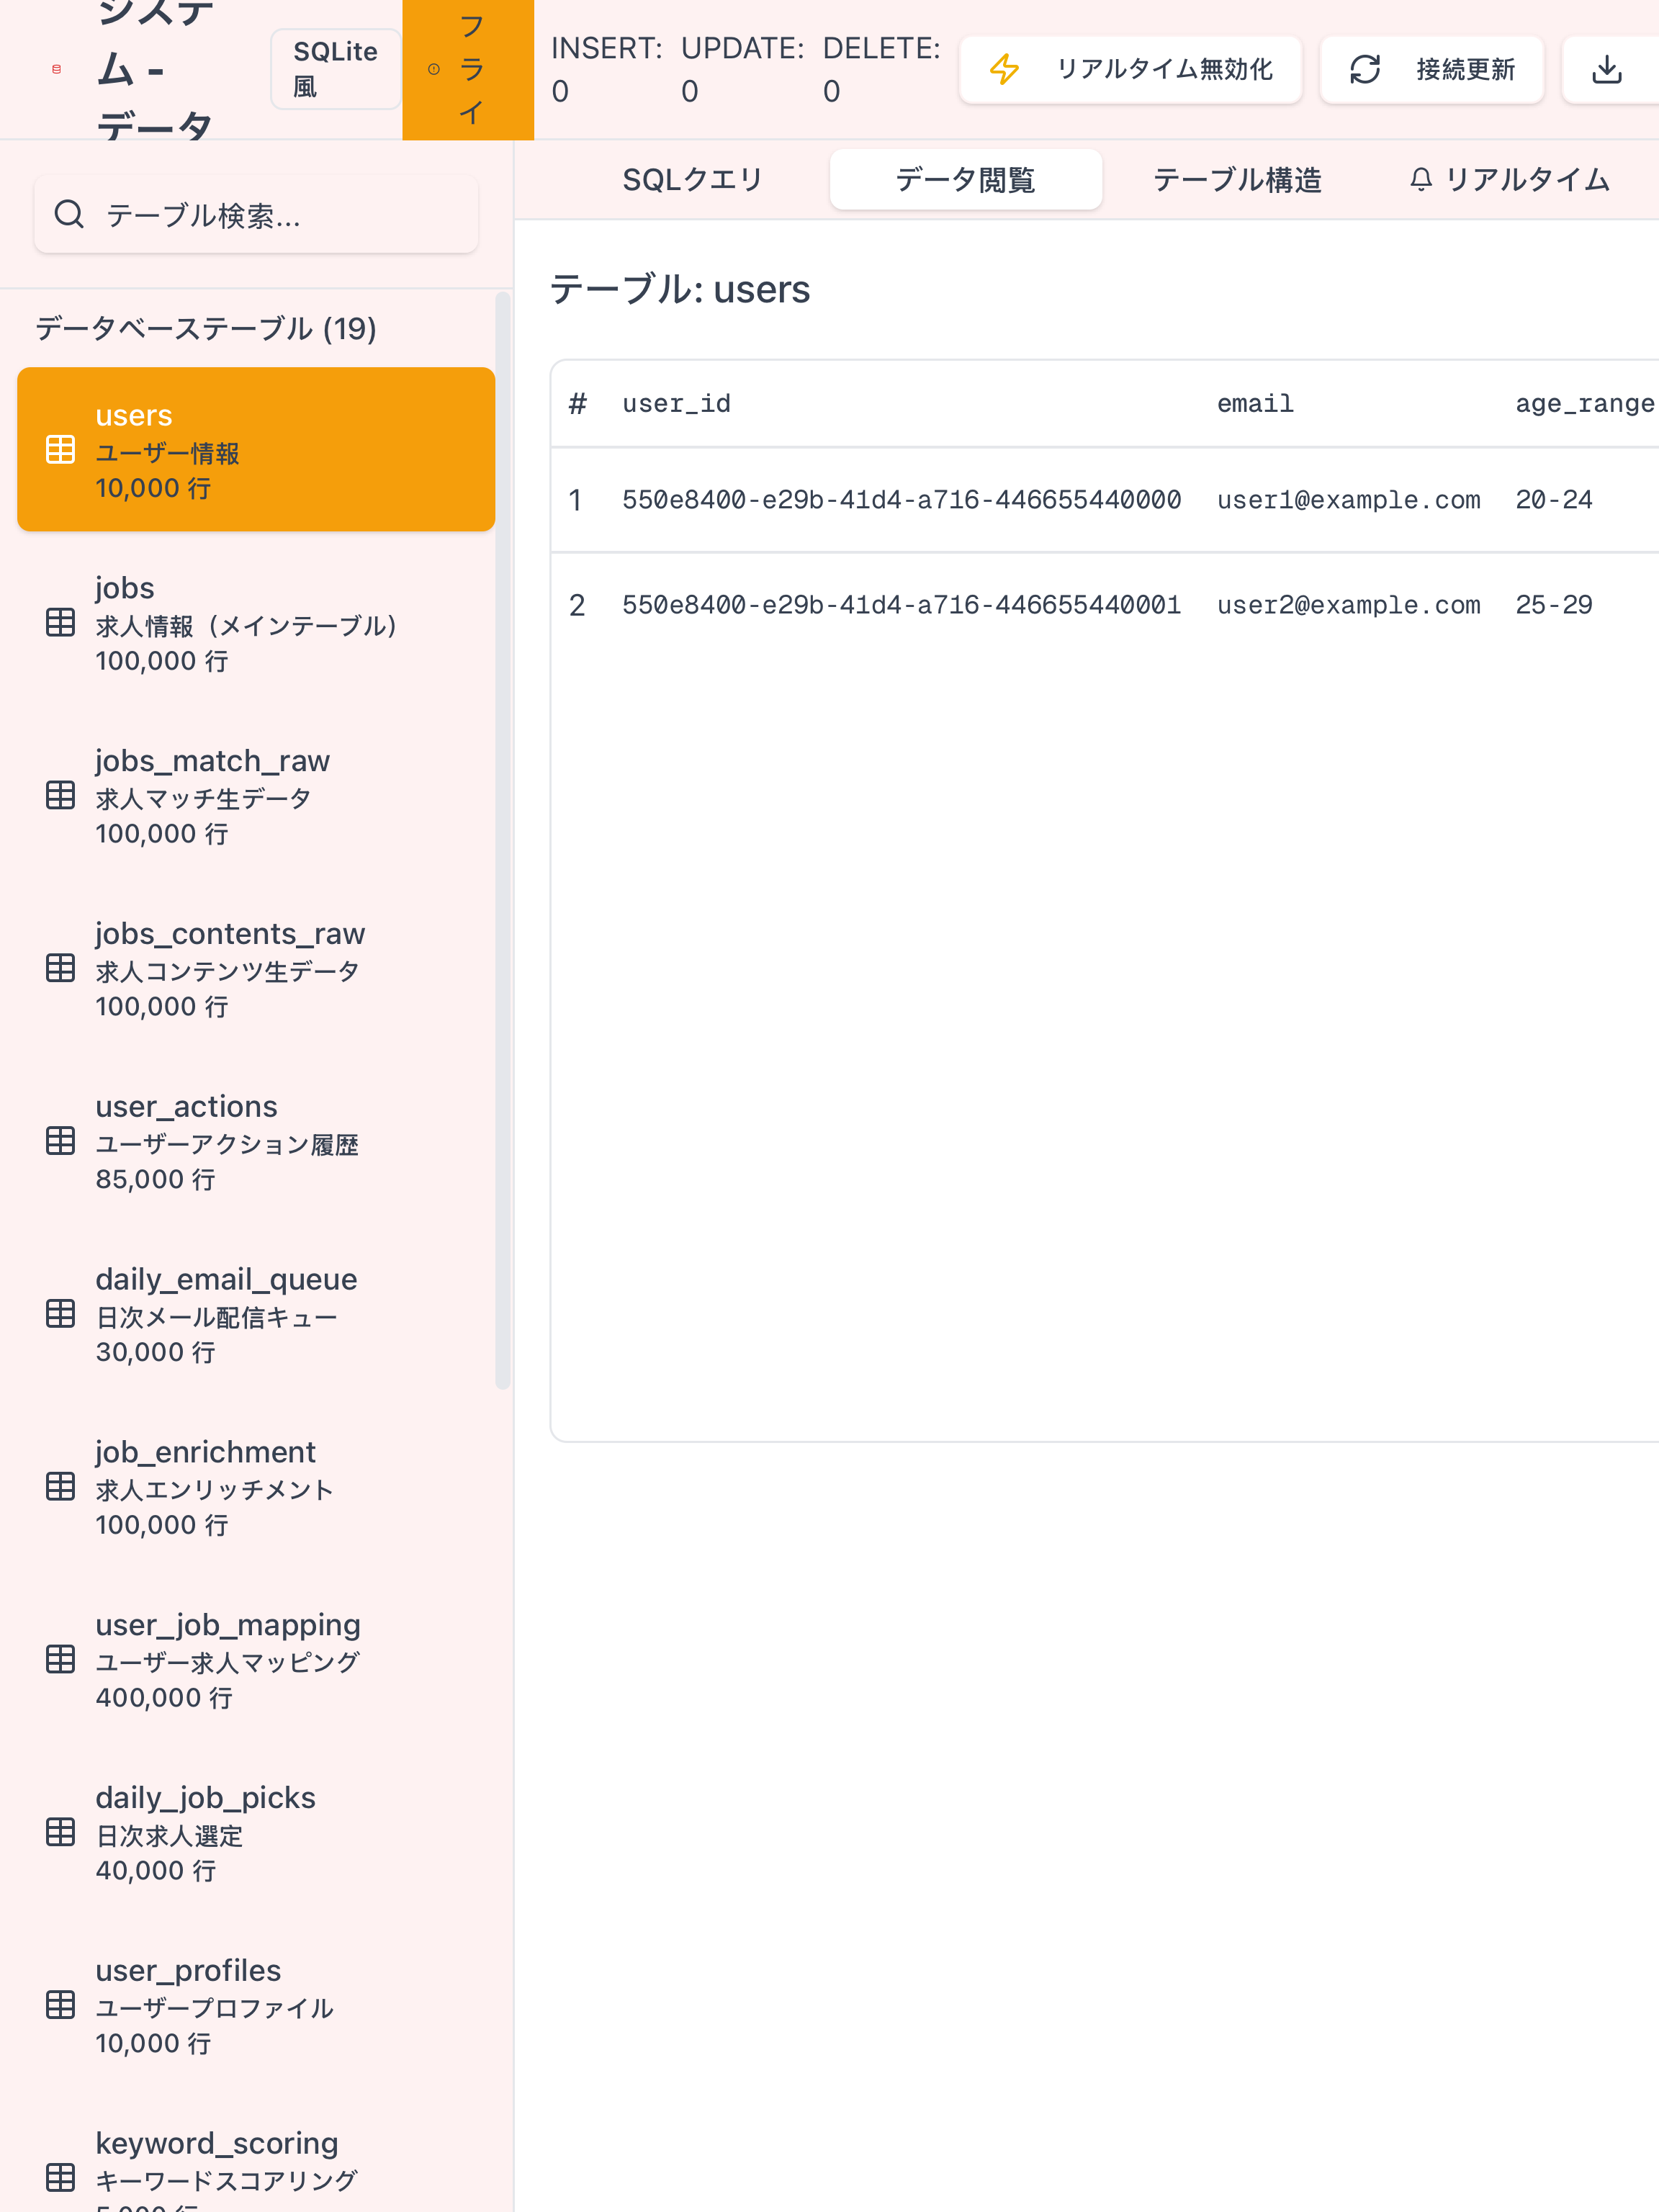 システ
ム -
データ
SQLite
風
フ
ラ
イ
INSERT:
0
UPDATE:
0
DELETE:
0
リアルタイム無効化
接続更新
テーブル検索...
データベーステーブル (19)
users
ユーザー情報
10,000 行
jobs
求人情報（メインテーブル）
100,000 行
jobs_match_raw
求人マッチ生データ
100,000 行
jobs_contents_raw
求人コンテンツ生データ
100,000 行
user_actions
ユーザーアクション履歴
85,000 行
daily_email_queue
日次メール配信キュー
30,000 行
job_enrichment
求人エンリッチメント
100,000 行
user_job_mapping
ユーザー求人マッピング
400,000 行
daily_job_picks
日次求人選定
40,000 行
user_profiles
ユーザープロファイル
10,000 行
keyword_scoring
キーワードスコアリング
5,000 行
SQLクエリ
データ閲覧
テーブル構造
リアルタイム
テーブル: users
# user_id email age_range
1 550e8400-e29b-41d4-a716-446655440000 user1@example.com 20-24
2 550e8400-e29b-41d4-a716-446655440001 user2@example.com 25-29